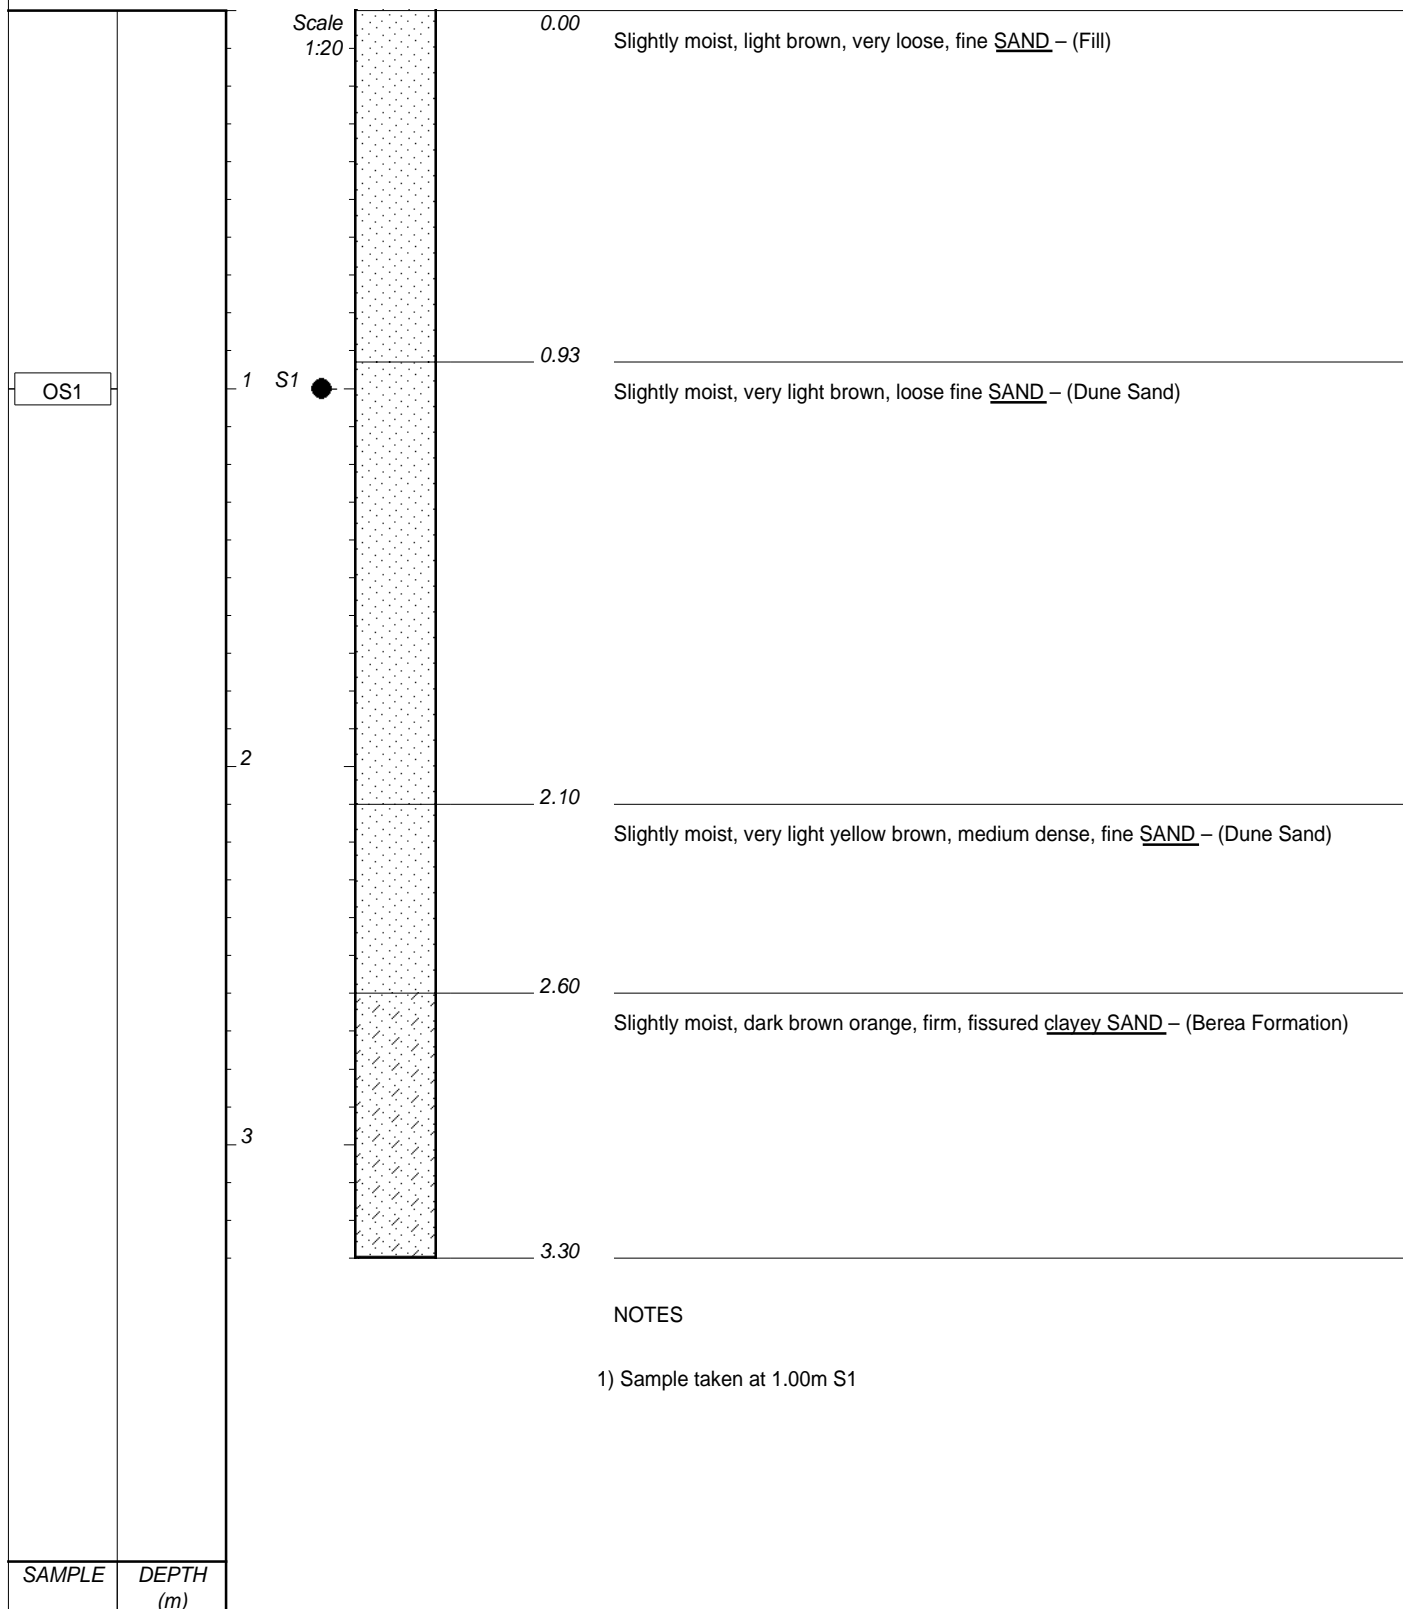 Scale
1:20
0.00
Slightly moist, light brown, very loose, fine SAND – (Fill)
0.93
OS1
1 S1
Slightly moist, very light brown, loose fine SAND – (Dune Sand)
2
2.10
Slightly moist, very light yellow brown, medium dense, fine SAND – (Dune Sand)
2.60
Slightly moist, dark brown orange, firm, fissured clayey SAND – (Berea Formation)
3
3.30
NOTES
1) Sample taken at 1.00m S1
SAMPLE DEPTH
(m)